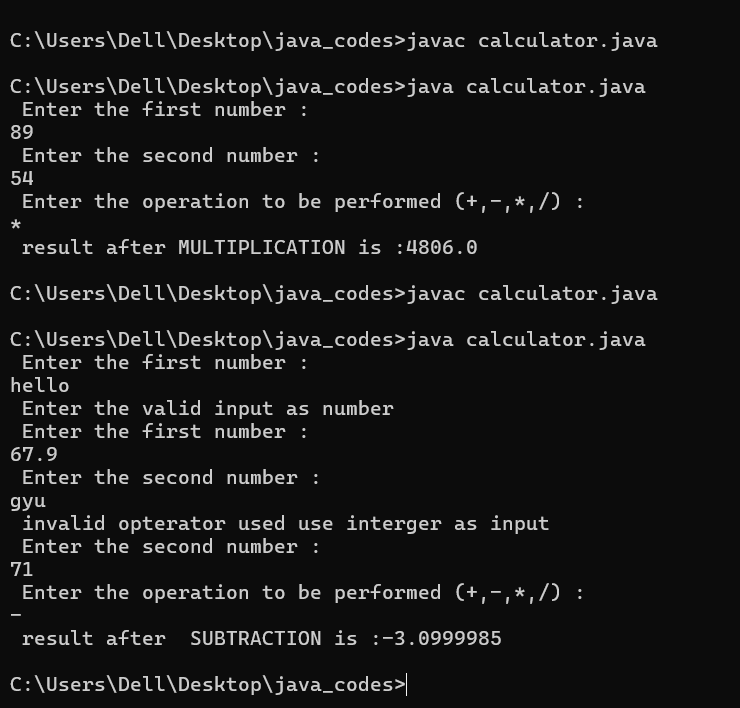 C:\Users\Dell\Desktop\java_codes>javac calculator.java
C:\Users\Dell\Desktop\java_codes>java calculator.java
Enter the first number :
89
Enter the second number :
54
Enter the operation to be performed (+,-,*,/) :
*
result after MULTIPLICATION is :4806.0
C:\Users\Dell\Desktop\java_codes>javac calculator.java
C:\Users\Dell\Desktop\java_codes>java calculator.java
Enter the first number :
hello
Enter the valid input as number
Enter the first number :
67.9
Enter the second number :
gyu
invalid opterator used use interger as input
Enter the second number :
71
Enter the operation to be performed (+,-,*,/) :
-
result after  SUBTRACTION is :-3.0999985
C:\Users\Dell\Desktop\java_codes>